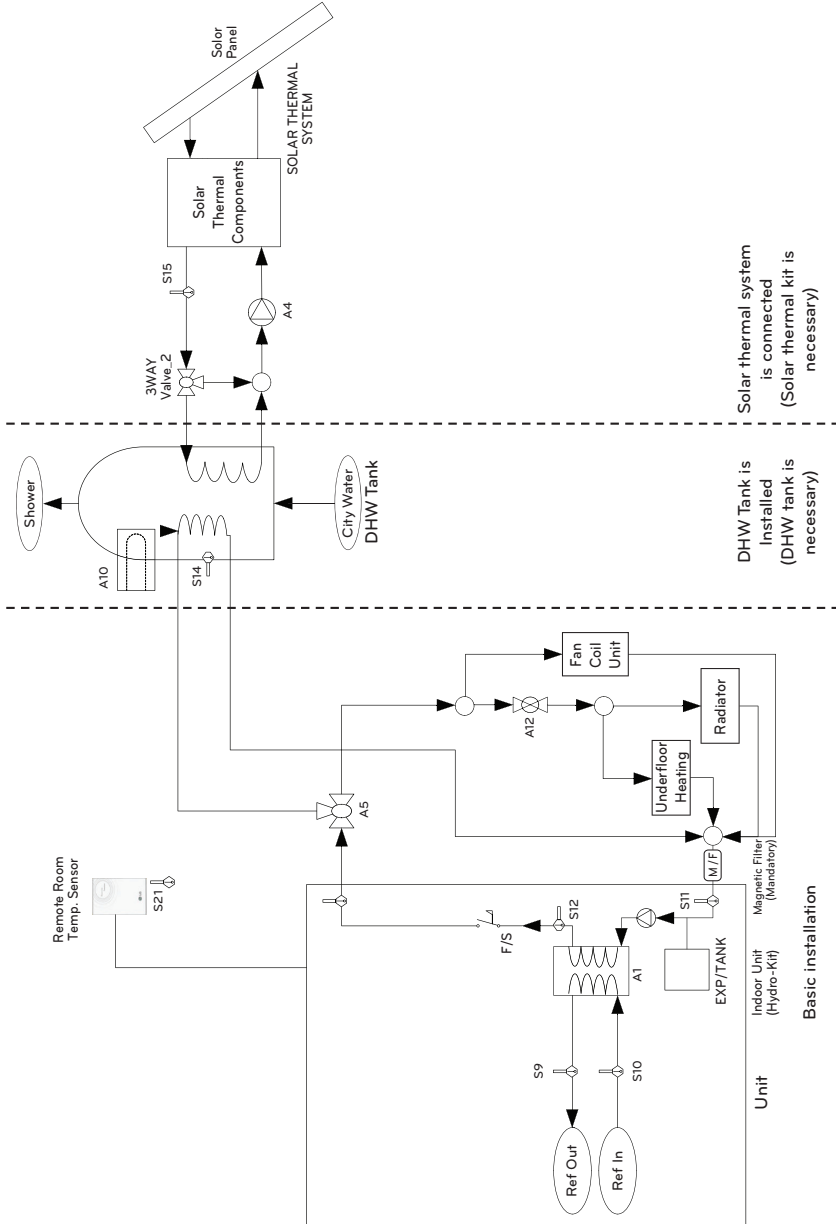 Remote Room
Temp. Sensor
S21
Ref Out
Ref In
S9
S10
A1
S12
F/S
S11
EXP/TANK
Indoor Unit
(Hydro-Kit)
Unit
Magnetic Filter
(Mandatory)
M/F
Basic installation
A5
A12
Underfloor
Heating
Radiator
Fan
Coil
Unit
A10
S14
Shower
City Water
DHW Tank
DHW Tank is
Installed
(DHW tank is
necessary)
3WAY
Valve_2
S15
A4
Solar
Thermal
Components
SOLAR THERMAL
SYSTEM
Solor
Panel
Solar thermal system
is connected
(Solar thermal kit is
necessary)